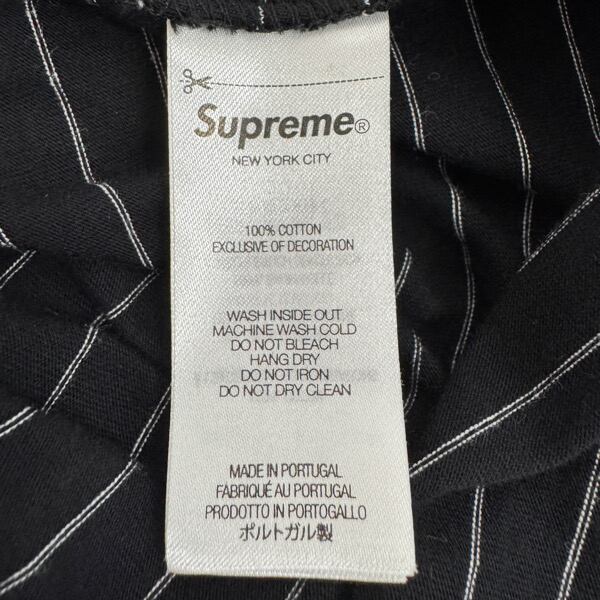 Supreme®
NEW YORK CITY
100% COTTON
EXCLUSIVE OF DECORATION
WASH INSIDE OUT
MACHINE WASH COLD
DO NOT BLEACH
HANG DRY
DO NOT IRON
DO NOT DRY CLEAN
MADE IN PORTUGAL
FABRIQUÉ AU PORTUGAL
PRODOTTO IN PORTOGALLO
ポルトガル製